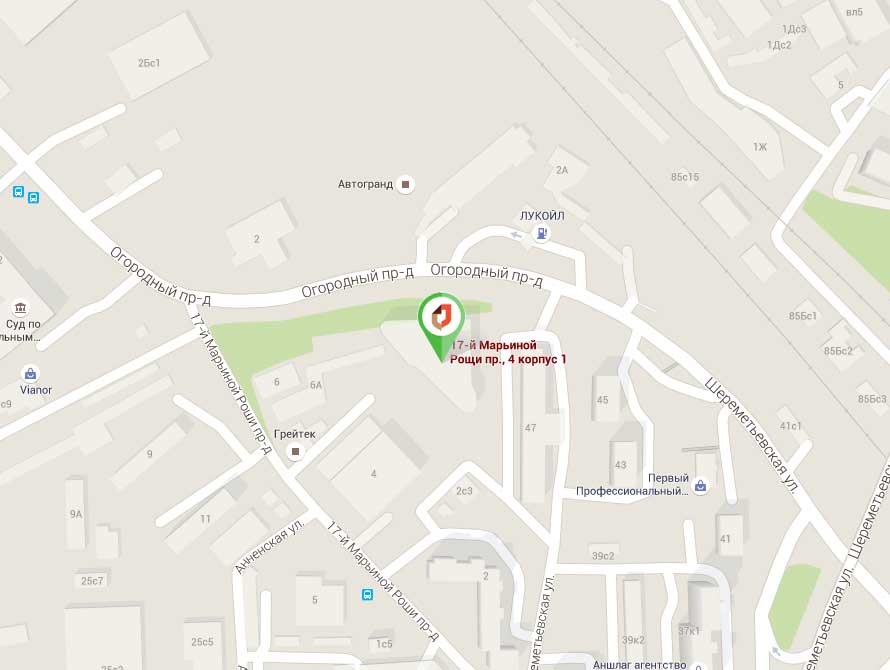 вл5
1Дс3
1Дс2
2Бс1
5
1Ж
2А
85с15
Автогранд
ЛУКОЙЛ
2
Огородный пр-д
Огородный пр-д
Огородный пр-д
Суд по
льным...
17-й Марьиной Рощи пр-д
17-й Марьиной
Рощи пр., 4 корпус 1
85Бс1
85Бс2
85Бс3
Vianor
с9
6
6А
Шереметьевская ул.
45
47
41с1
Грейтек
9
4
43
Первый
Профессиональный...
2с3
9А
11
Анненская ул.
17-й Марьиной Рощи пр-д
41
39с2
Шереметьевская ул.
25с7
5
2
39к2
37к1
25с5
1с5
еметьевская ул.
Аншлаг агентство